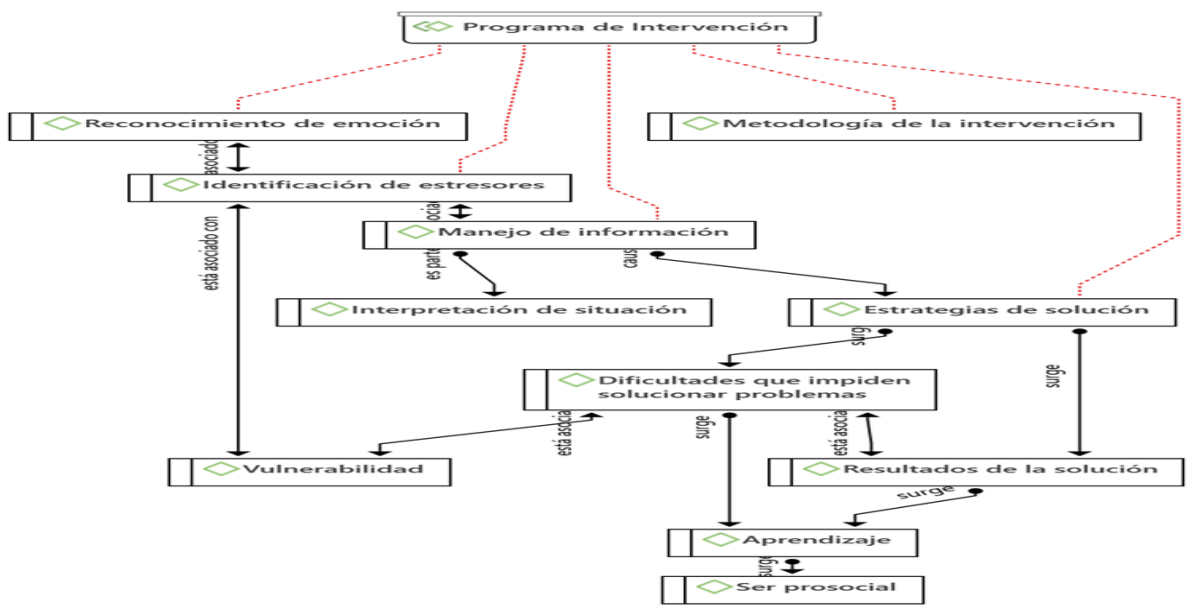 Programa de Intervención
Reconocimiento de emoción
Metodología de la intervención
asociado
Identificación de estresores
está asociado con
Manejo de información
es parte
caus
Interpretación de situación
Estrategias de solución
surg
surge
Dificultades que impiden
solucionar problemas
está asocia
surge
está asocia
Vulnerabilidad
Resultados de la solución
surge
Aprendizaje
surge
Ser prosocial